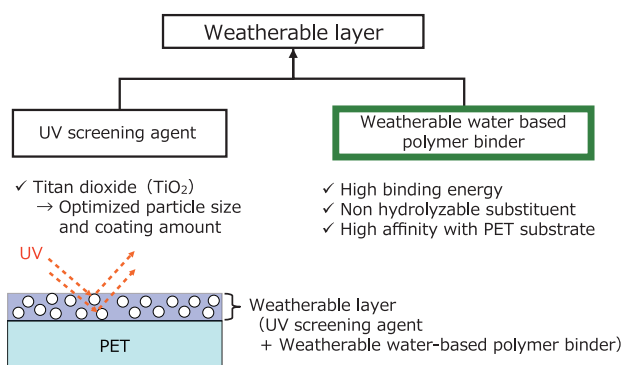 Weatherable layer
UV screening agent
Weatherable water based
polymer binder
✓ Titan dioxide（TiO₂）
→ Optimized particle size
and coating amount
✓ High binding energy
✓ Non hydrolyzable substituent
✓ High affinity with PET substrate
UV
Weatherable layer
（UV screening agent
+ Weatherable water-based polymer binder）
PET